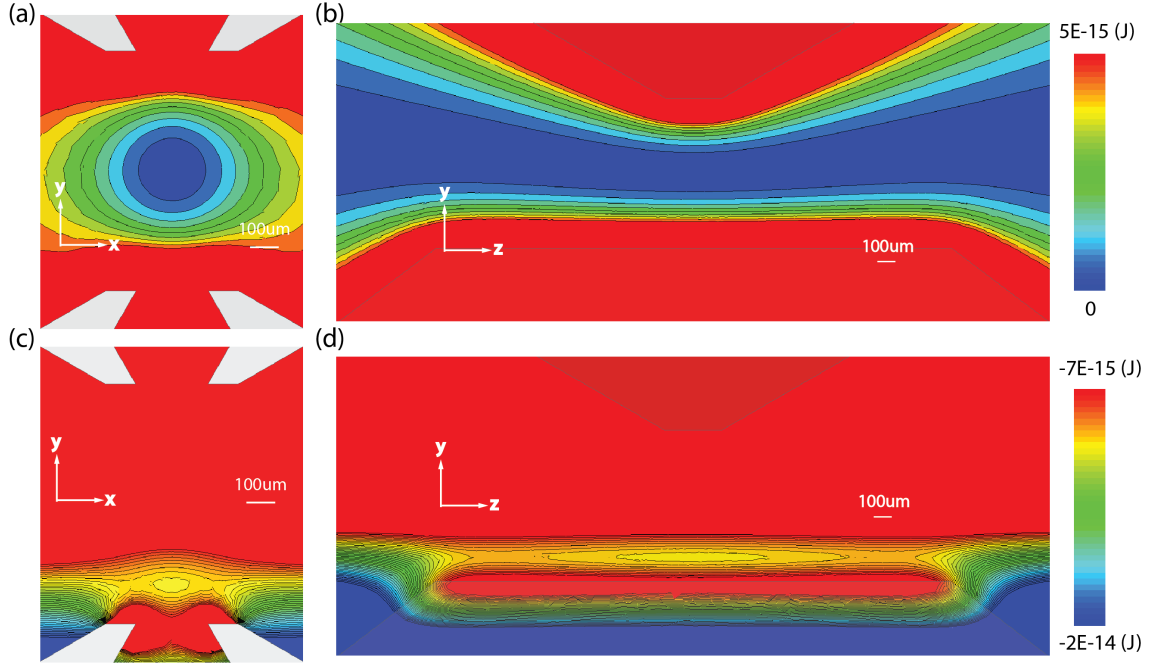 (a)
(b)
5E-15 (J)
y
x
100um
y
z
100um
0
(c)
(d)
-7E-15 (J)
y
x
100um
y
z
100um
-2E-14 (J)